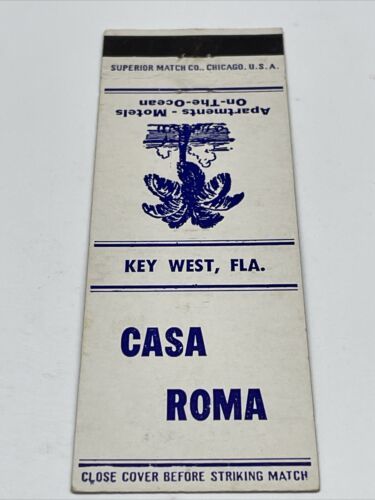 SUPERIOR MATCH CO., CHICAGO, U.S.A.
Apartments - Motels
On-The-Ocean
KEY WEST, FLA.
CASA
ROMA
CLOSE COVER BEFORE STRIKING MATCH